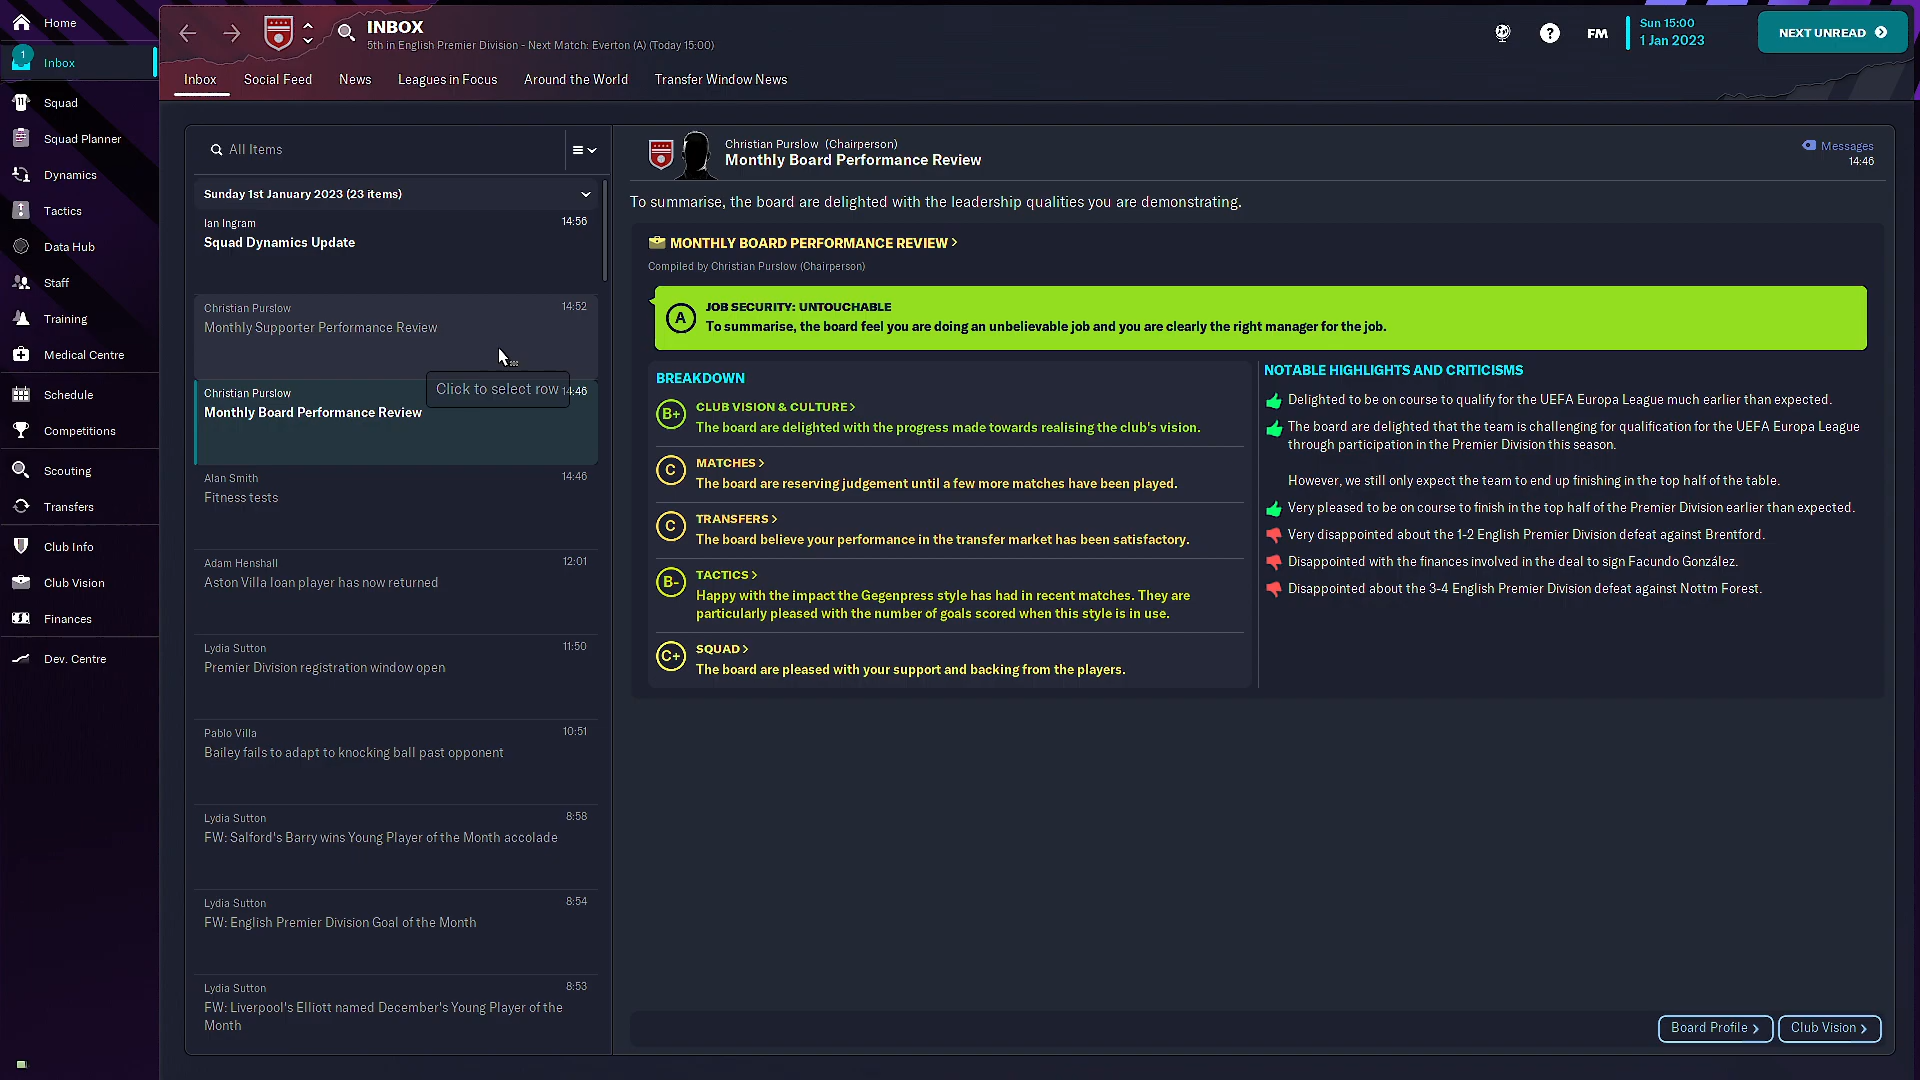 Home
1
Inbox
Squad
Squad Planner
Dynamics
Tactics
Data Hub
Staff
Training
Medical Centre
Schedule
Competitions
Scouting
Transfers
Club Info
Club Vision
Finances
Dev. Centre
INBOX
5th in English Premier Division - Next Match: Everton (A) (Today 15:00)
?
FM
Sun 15:00
1 Jan 2023
NEXT UNREAD
Inbox
Social Feed
News
Leagues in Focus
Around the World
Transfer Window News
All Items
Sunday 1st January 2023 (23 items)
Ian Ingram
14:56
Squad Dynamics Update
Christian Purslow
14:52
Monthly Supporter Performance Review
Click to select row
Christian Purslow
14:46
Monthly Board Performance Review
Alan Smith
14:46
Fitness tests
Adam Henshall
12:01
Aston Villa loan player has now returned
Lydia Sutton
11:50
Premier Division registration window open
Pablo Villa
10:51
Bailey fails to adapt to knocking ball past opponent
Lydia Sutton
8:58
FW: Salford's Barry wins Young Player of the Month accolade
Lydia Sutton
8:54
FW: English Premier Division Goal of the Month
Lydia Sutton
8:53
FW: Liverpool's Elliott named December's Young Player of the
Month
Christian Purslow (Chairperson)
Monthly Board Performance Review
Messages
14:46
To summarise, the board are delighted with the leadership qualities you are demonstrating.
MONTHLY BOARD PERFORMANCE REVIEW >
Compiled by Christian Purslow (Chairperson)
A
JOB SECURITY: UNTOUCHABLE
To summarise, the board feel you are doing an unbelievable job and you are clearly the right manager for the job.
BREAKDOWN
B+
CLUB VISION & CULTURE >
The board are delighted with the progress made towards realising the club's vision.
C
MATCHES >
The board are reserving judgement until a few more matches have been played.
C
TRANSFERS >
The board believe your performance in the transfer market has been satisfactory.
B-
TACTICS >
Happy with the impact the Gegenpress style has had in recent matches. They are
particularly pleased with the number of goals scored when this style is in use.
C+
SQUAD >
The board are pleased with your support and backing from the players.
NOTABLE HIGHLIGHTS AND CRITICISMS
Delighted to be on course to qualify for the UEFA Europa League much earlier than expected.
The board are delighted that the team is challenging for qualification for the UEFA Europa League
through participation in the Premier Division this season.
However, we still only expect the team to end up finishing in the top half of the table.
Very pleased to be on course to finish in the top half of the Premier Division earlier than expected.
Very disappointed about the 1-2 English Premier Division defeat against Brentford.
Disappointed with the finances involved in the deal to sign Facundo González.
Disappointed about the 3-4 English Premier Division defeat against Nottm Forest.
Board Profile >
Club Vision >